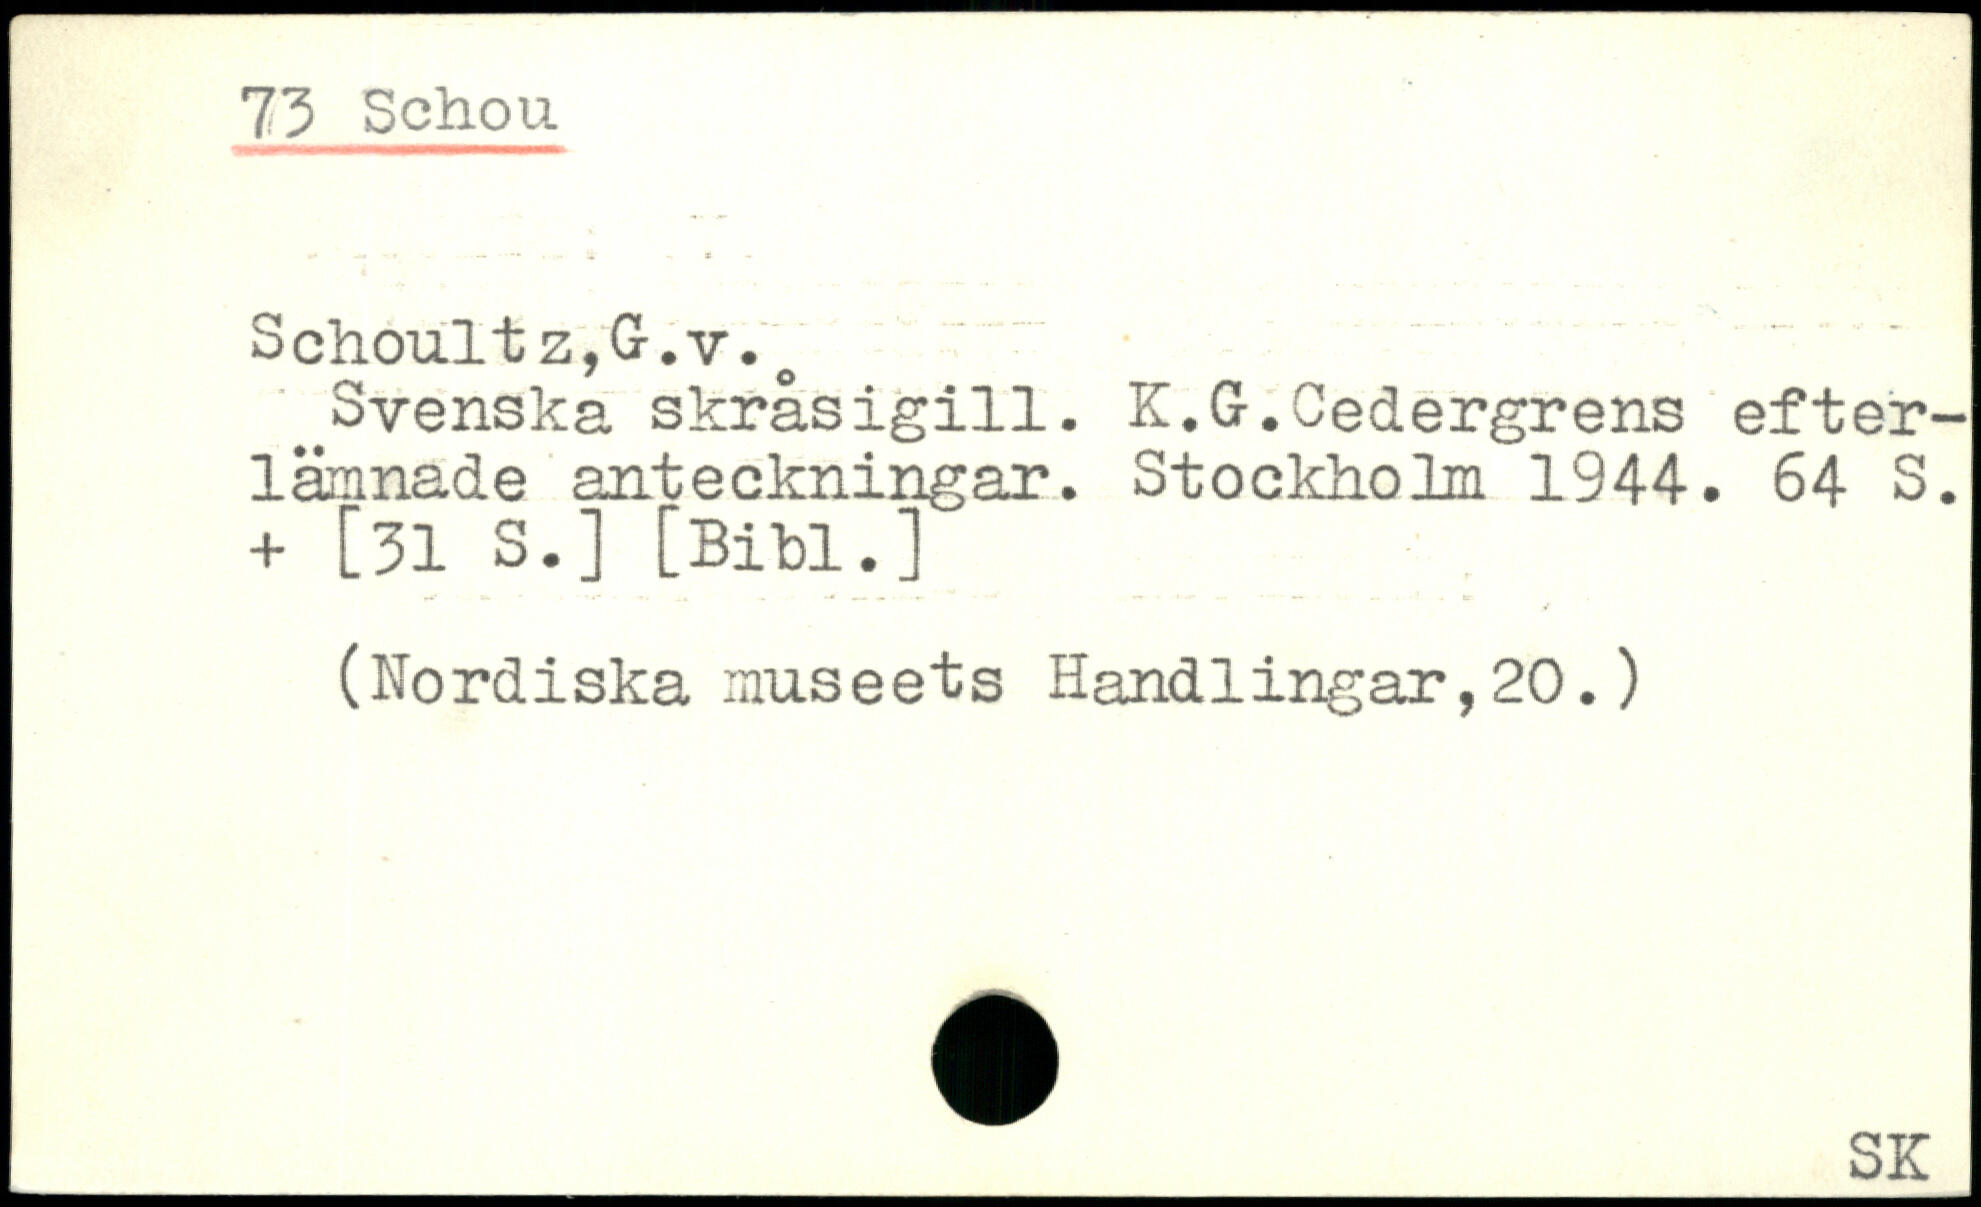 73 Schou
Schoultz,G.v.
Svenska skråsigill. K.G.Cedergrens efter-
lämnade anteckningar. Stockholm 1944. 64 S.
+ [31 S.] [Bibl.]
(Nordiska museets Handlingar,20.)
SK